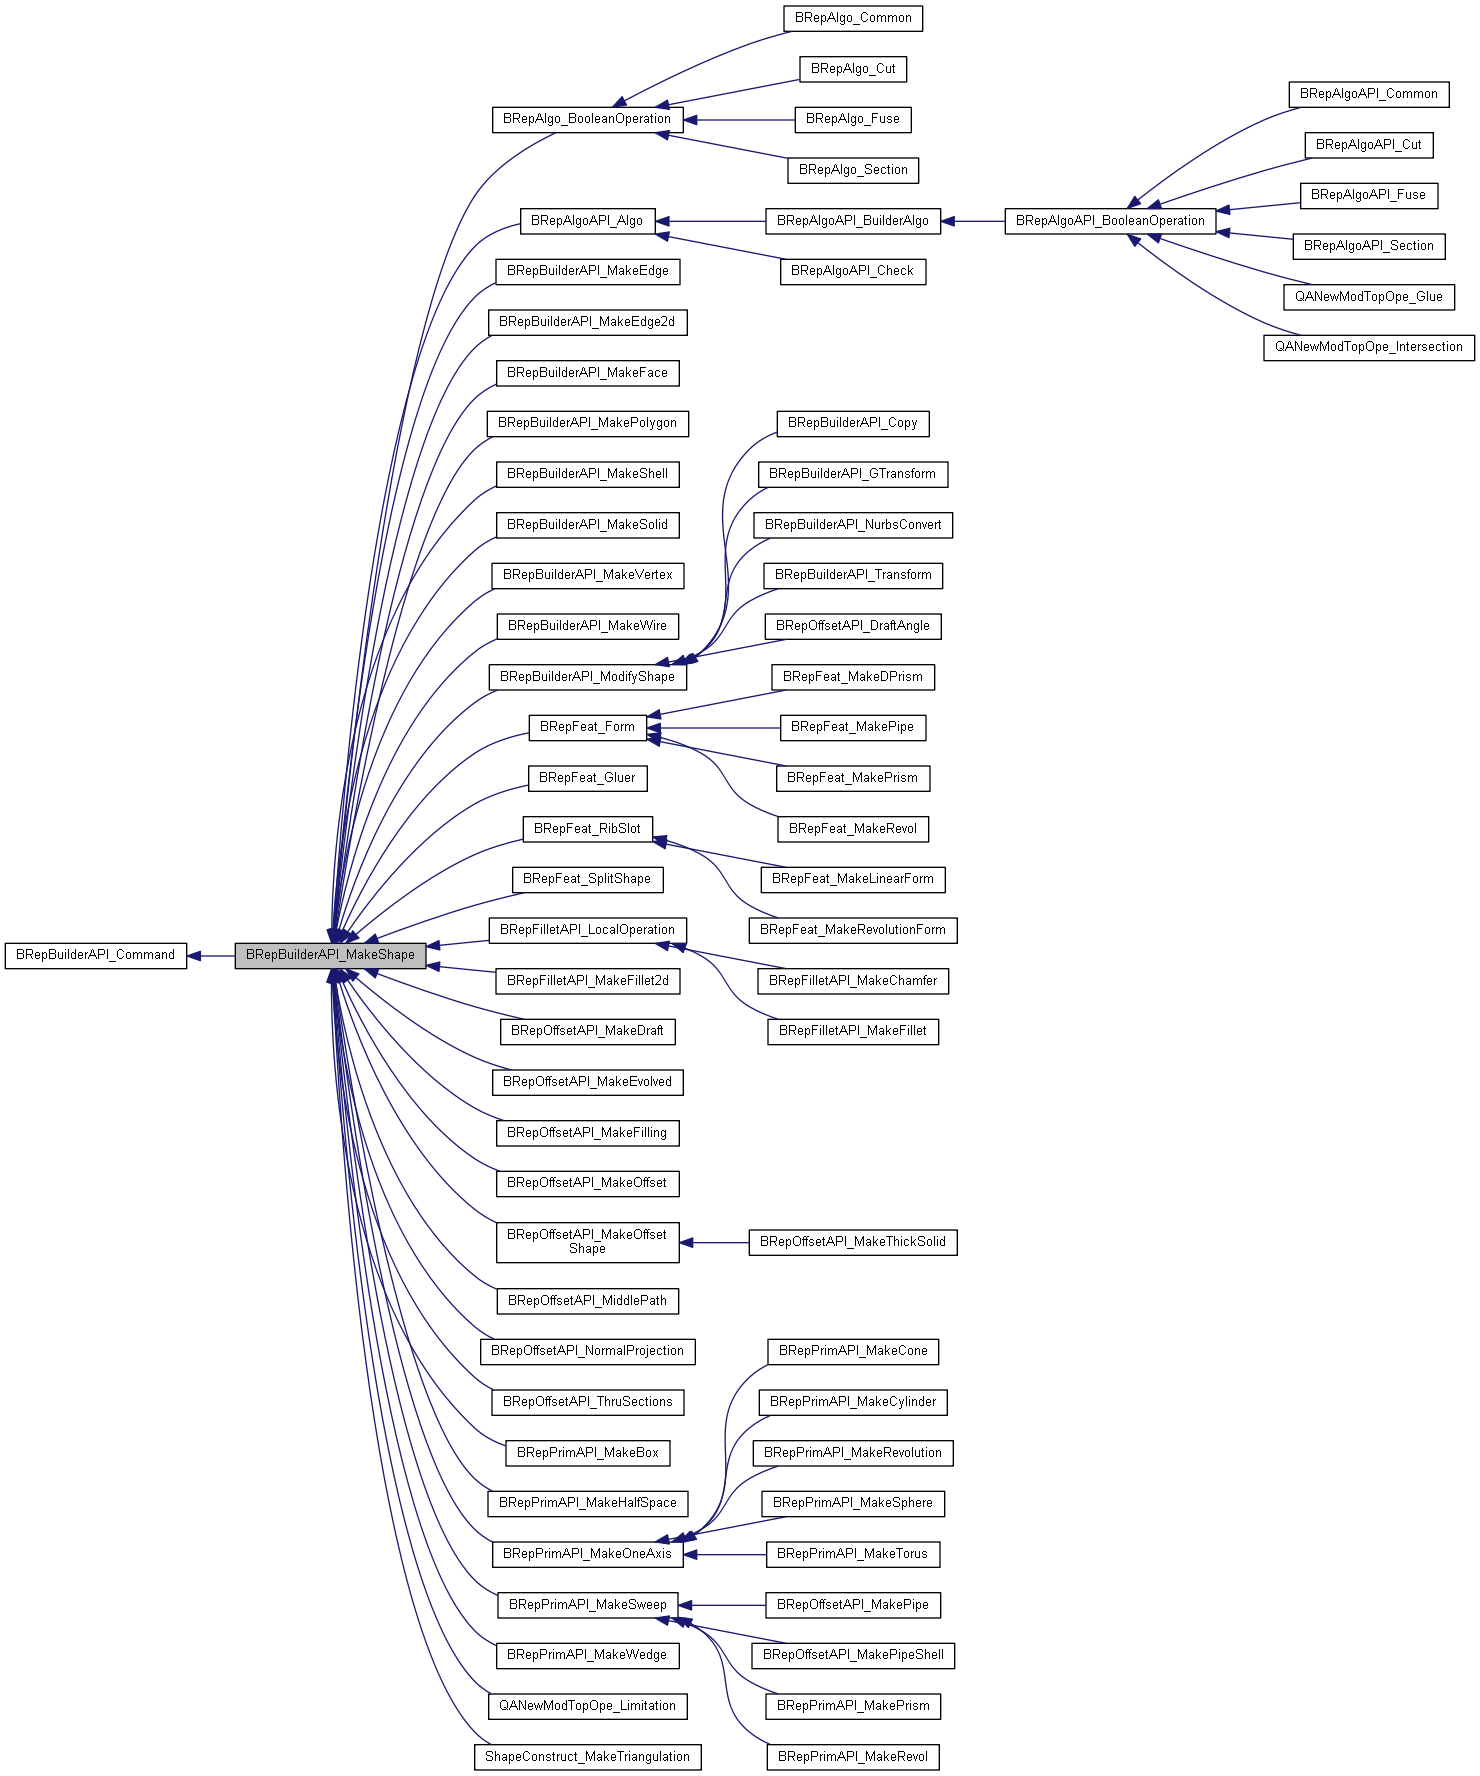 BRepBuilderAPI_Command
BRepBuilderAPI_MakeShape
BRepAlgo_BooleanOperation
BRepAlgoAPI_Algo
BRepBuilderAPI_MakeEdge
BRepBuilderAPI_MakeEdge2d
BRepBuilderAPI_MakeFace
BRepBuilderAPI_MakePolygon
BRepBuilderAPI_MakeShell
BRepBuilderAPI_MakeSolid
BRepBuilderAPI_MakeVertex
BRepBuilderAPI_MakeWire
BRepBuilderAPI_ModifyShape
BRepFeat_Form
BRepFeat_Gluer
BRepFeat_RibSlot
BRepFeat_SplitShape
BRepFilletAPI_LocalOperation
BRepFilletAPI_MakeFillet2d
BRepOffsetAPI_MakeDraft
BRepOffsetAPI_MakeEvolved
BRepOffsetAPI_MakeFilling
BRepOffsetAPI_MakeOffset
BRepOffsetAPI_MakeOffset
Shape
BRepOffsetAPI_MiddlePath
BRepOffsetAPI_NormalProjection
BRepOffsetAPI_ThruSections
BRepPrimAPI_MakeBox
BRepPrimAPI_MakeHalfSpace
BRepPrimAPI_MakeOneAxis
BRepPrimAPI_MakeSweep
BRepPrimAPI_MakeWedge
QANewModTopOpe_Limitation
ShapeConstruct_MakeTriangulation
BRepAlgo_Common
BRepAlgo_Cut
BRepAlgo_Fuse
BRepAlgo_Section
BRepAlgoAPI_BuilderAlgo
BRepAlgoAPI_Check
BRepBuilderAPI_Copy
BRepBuilderAPI_GTransform
BRepBuilderAPI_NurbsConvert
BRepBuilderAPI_Transform
BRepOffsetAPI_DraftAngle
BRepFeat_MakeDPrism
BRepFeat_MakePipe
BRepFeat_MakePrism
BRepFeat_MakeRevol
BRepFeat_MakeLinearForm
BRepFeat_MakeRevolutionForm
BRepFilletAPI_MakeChamfer
BRepFilletAPI_MakeFillet
BRepOffsetAPI_MakeThickSolid
BRepPrimAPI_MakeCone
BRepPrimAPI_MakeCylinder
BRepPrimAPI_MakeRevolution
BRepPrimAPI_MakeSphere
BRepPrimAPI_MakeTorus
BRepOffsetAPI_MakePipe
BRepOffsetAPI_MakePipeShell
BRepPrimAPI_MakePrism
BRepPrimAPI_MakeRevol
BRepAlgoAPI_BooleanOperation
BRepAlgoAPI_Common
BRepAlgoAPI_Cut
BRepAlgoAPI_Fuse
BRepAlgoAPI_Section
QANewModTopOpe_Glue
QANewModTopOpe_Intersection